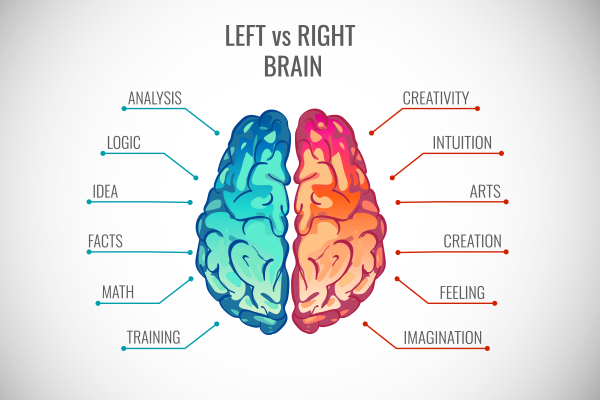 LEFT vs RIGHT
BRAIN
ANALYSIS
LOGIC
IDEA
FACTS
MATH
TRAINING
CREATIVITY
INTUITION
ARTS
CREATION
FEELING
IMAGINATION